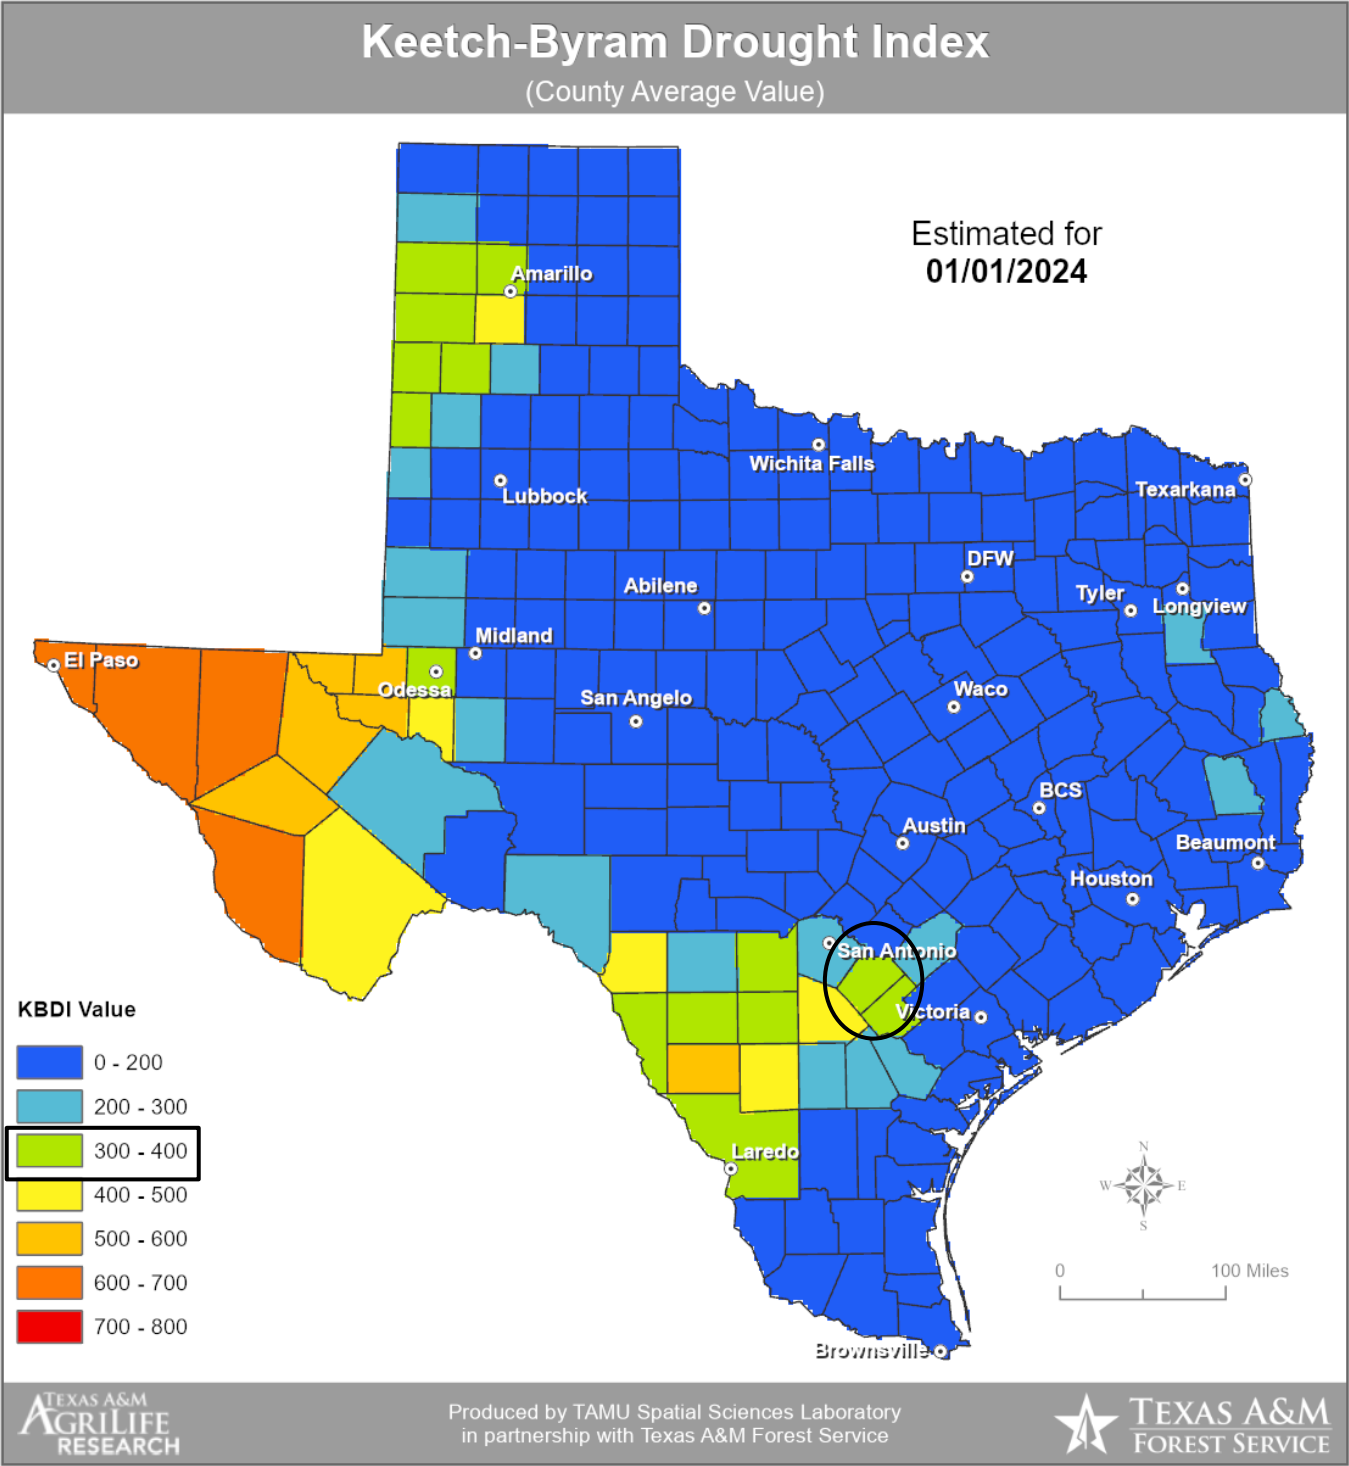 Keetch-Byram Drought Index
(County Average Value)
Estimated for
01/01/2024
Amarillo
Wichita Falls
Texarkana
Lubbock
DFW
Abilene
Tyler
Longview
Midland
El Paso
Odessa
San Angelo
Waco
BCS
Austin
Beaumont
Houston
San Antonio
Victoria
Laredo
Brownsville
KBDI Value
0 - 200
200 - 300
300 - 400
400 - 500
500 - 600
600 - 700
700 - 800
N
W E
S
0 100 Miles
TEXAS A&M
AGRILIFE
RESEARCH
Produced by TAMU Spatial Sciences Laboratory
in partnership with Texas A&M Forest Service
TEXAS A&M
FOREST SERVICE